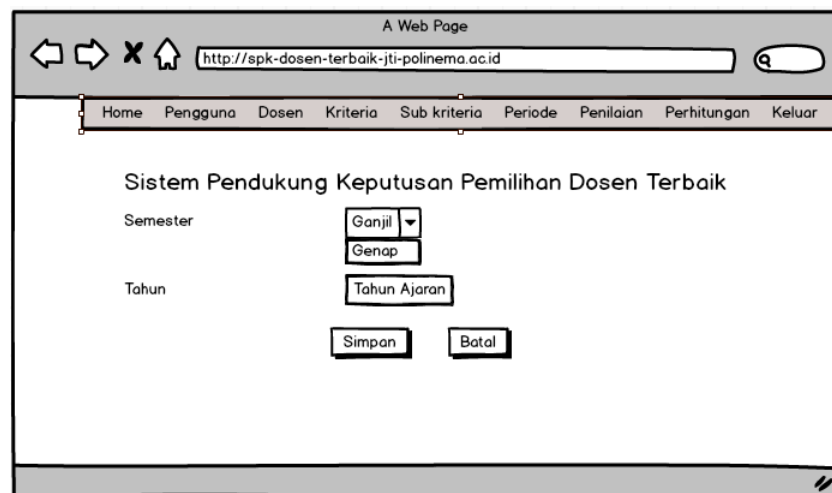 A Web Page
http://spk-dosen-terbaik-jti-polinema.ac.id
Home Pengguna Dosen Kriteria Sub kriteria Periode Penilaian Perhitungan Keluar
Sistem Pendukung Keputusan Pemilihan Dosen Terbaik
Semester Ganjil
Genap
Tahun Tahun Ajaran
Simpan Batal